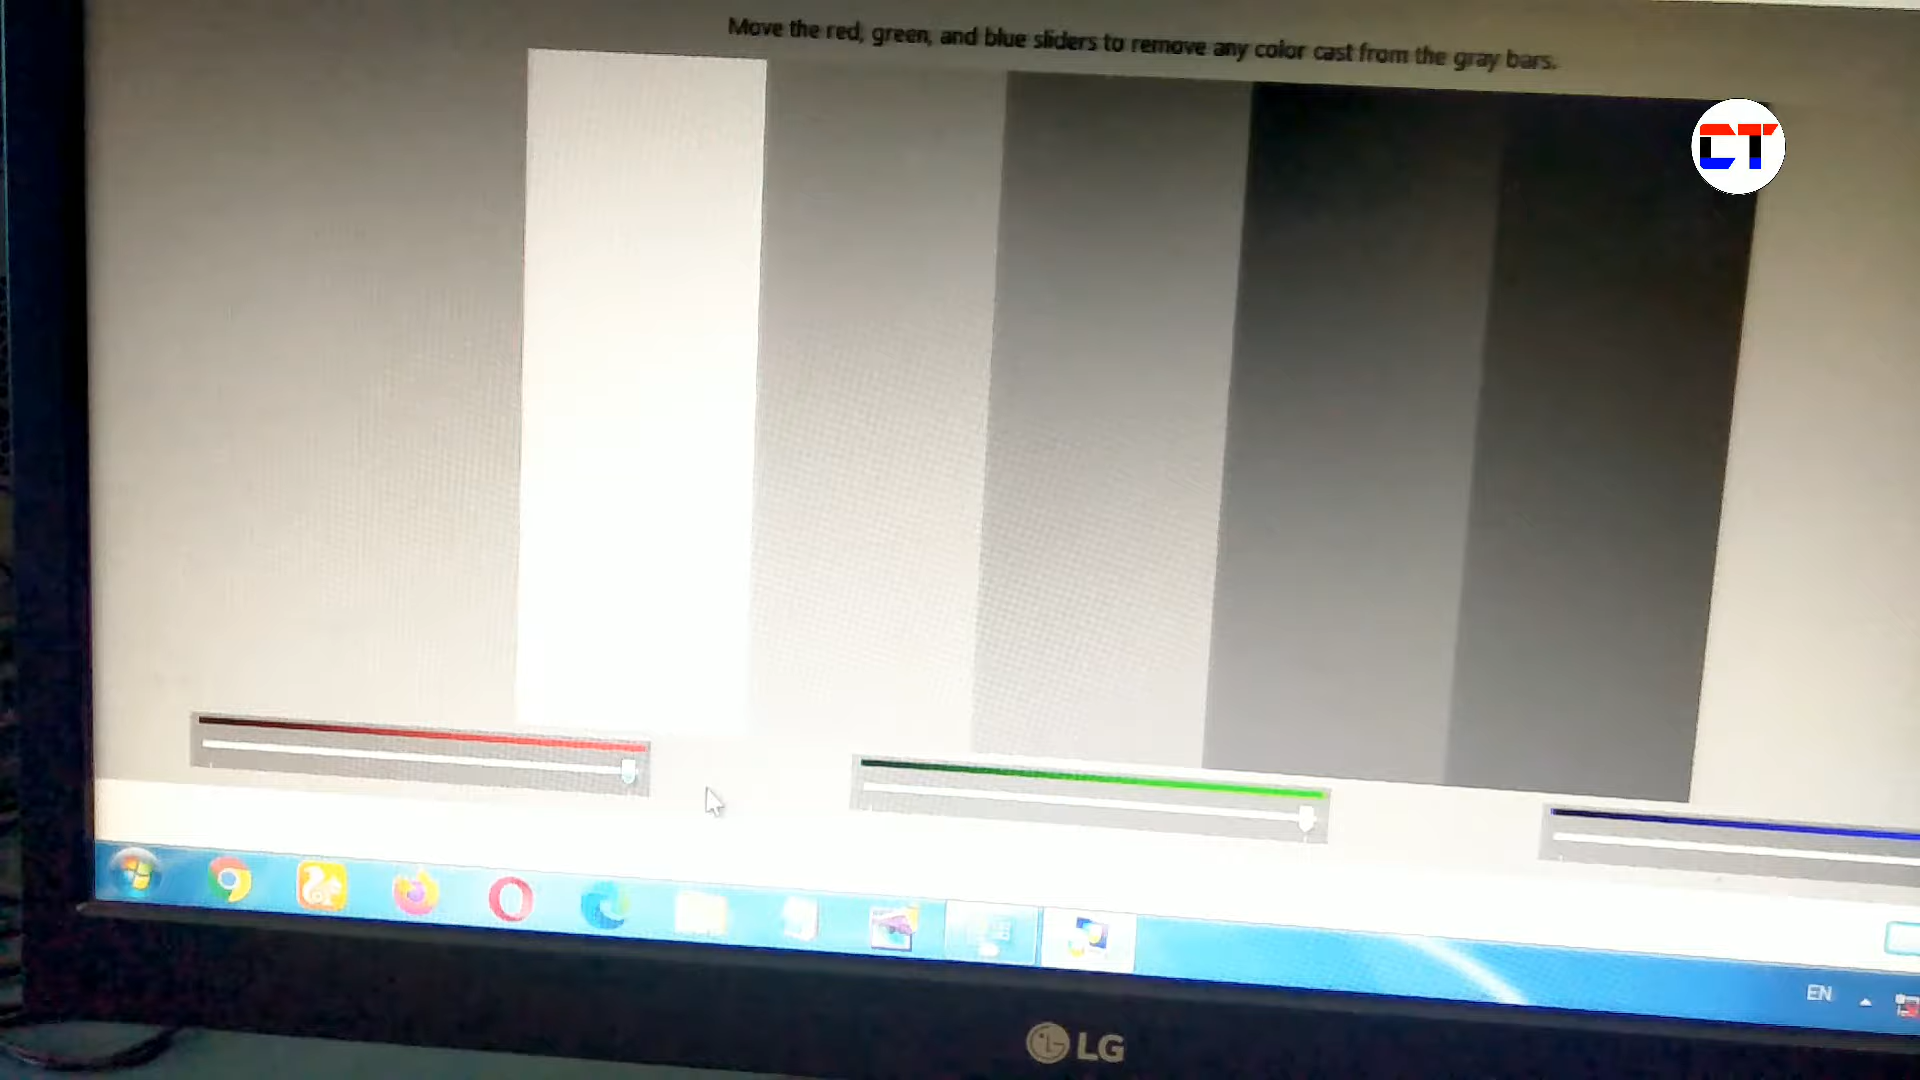 Move the red, green, and blue sliders to remove any color cast from the gray bars.
CT
EN
LG